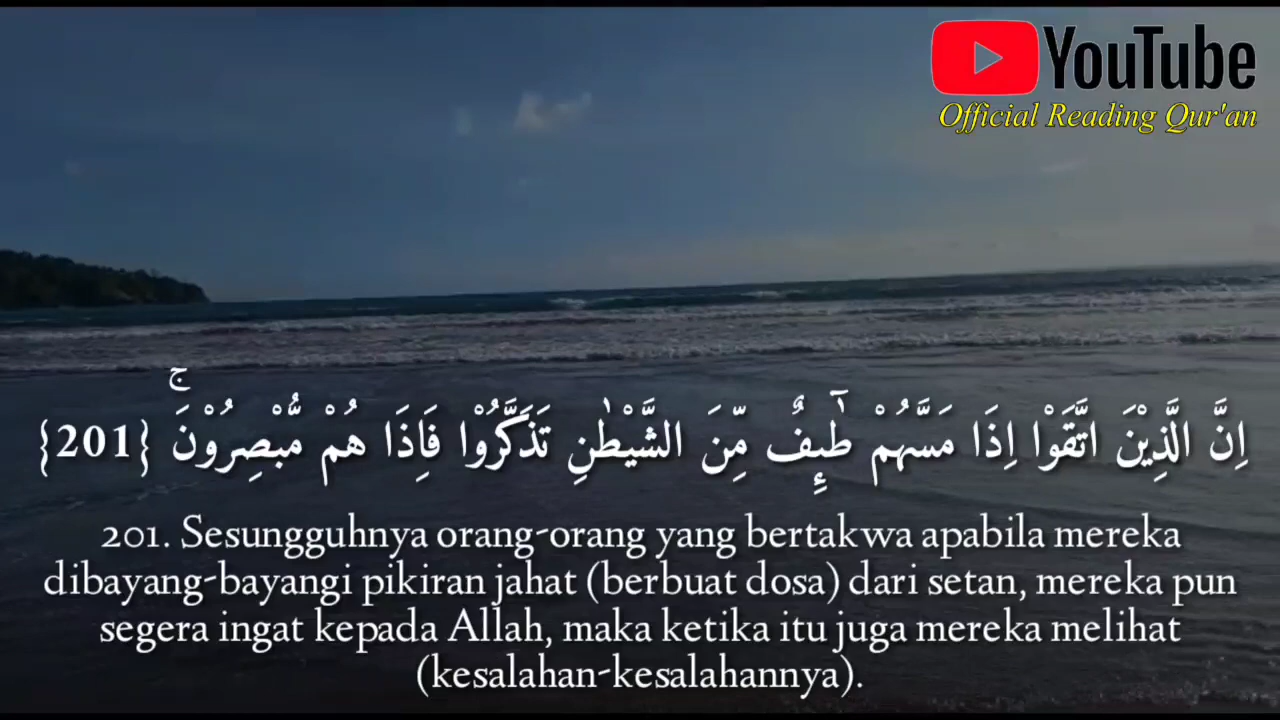 YouTube
Official Reading Qur'an
اِنَّ الَّذِيْنَ اتَّقَوْا اِذَا مَسَّهُمْ طٰۤىِٕفٌ مِّنَ الشَّيْطٰنِ تَذَكَّرُوْا فَاِذَا هُمْ مُّبْصِرُوْنَۚ {201}
201. Sesungguhnya orang-orang yang bertakwa apabila mereka
dibayang-bayangi pikiran jahat (berbuat dosa) dari setan, mereka pun
segera ingat kepada Allah, maka ketika itu juga mereka melihat
(kesalahan-kesalahannya).